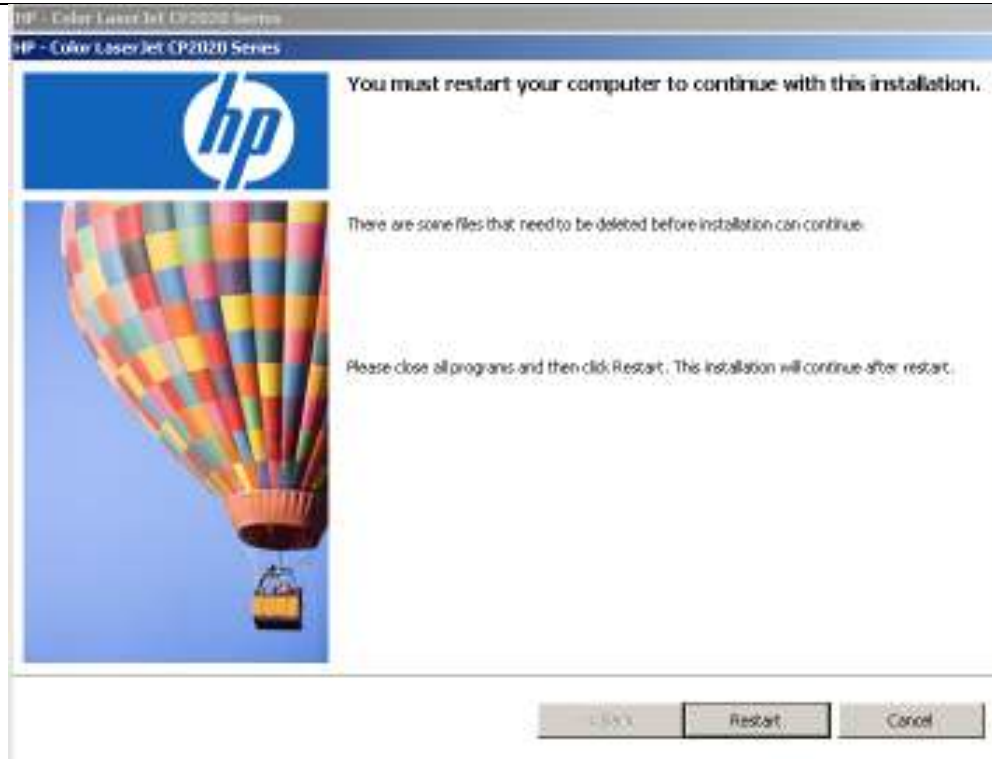 HP - Color LaserJet CP2020 Series
HP - Color LaserJet CP2020 Series
hp
You must restart your computer to continue with this installation.
There are some files that need to be deleted before installation can continue.
Please close all programs and then click Restart. This installation will continue after restart.
< Back
Restart
Cancel